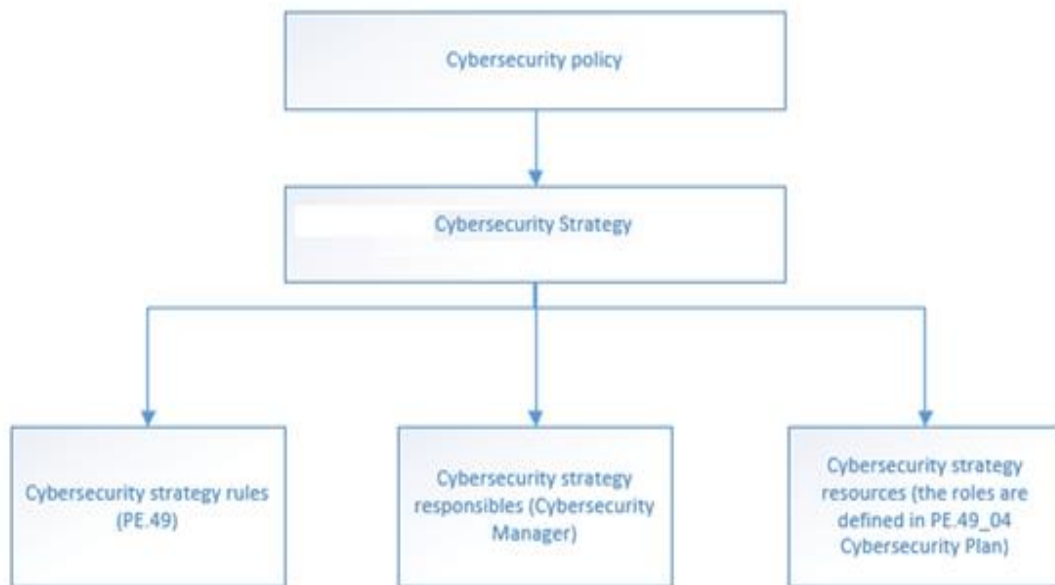 Cybersecurity policy
Cybersecurity Strategy
Cybersecurity strategy rules
(PE.49)
Cybersecurity strategy
responsibles (Cybersecurity
Manager)
Cybersecurity strategy
resources (the roles are
defined in PE.49_04
Cybersecurity Plan)